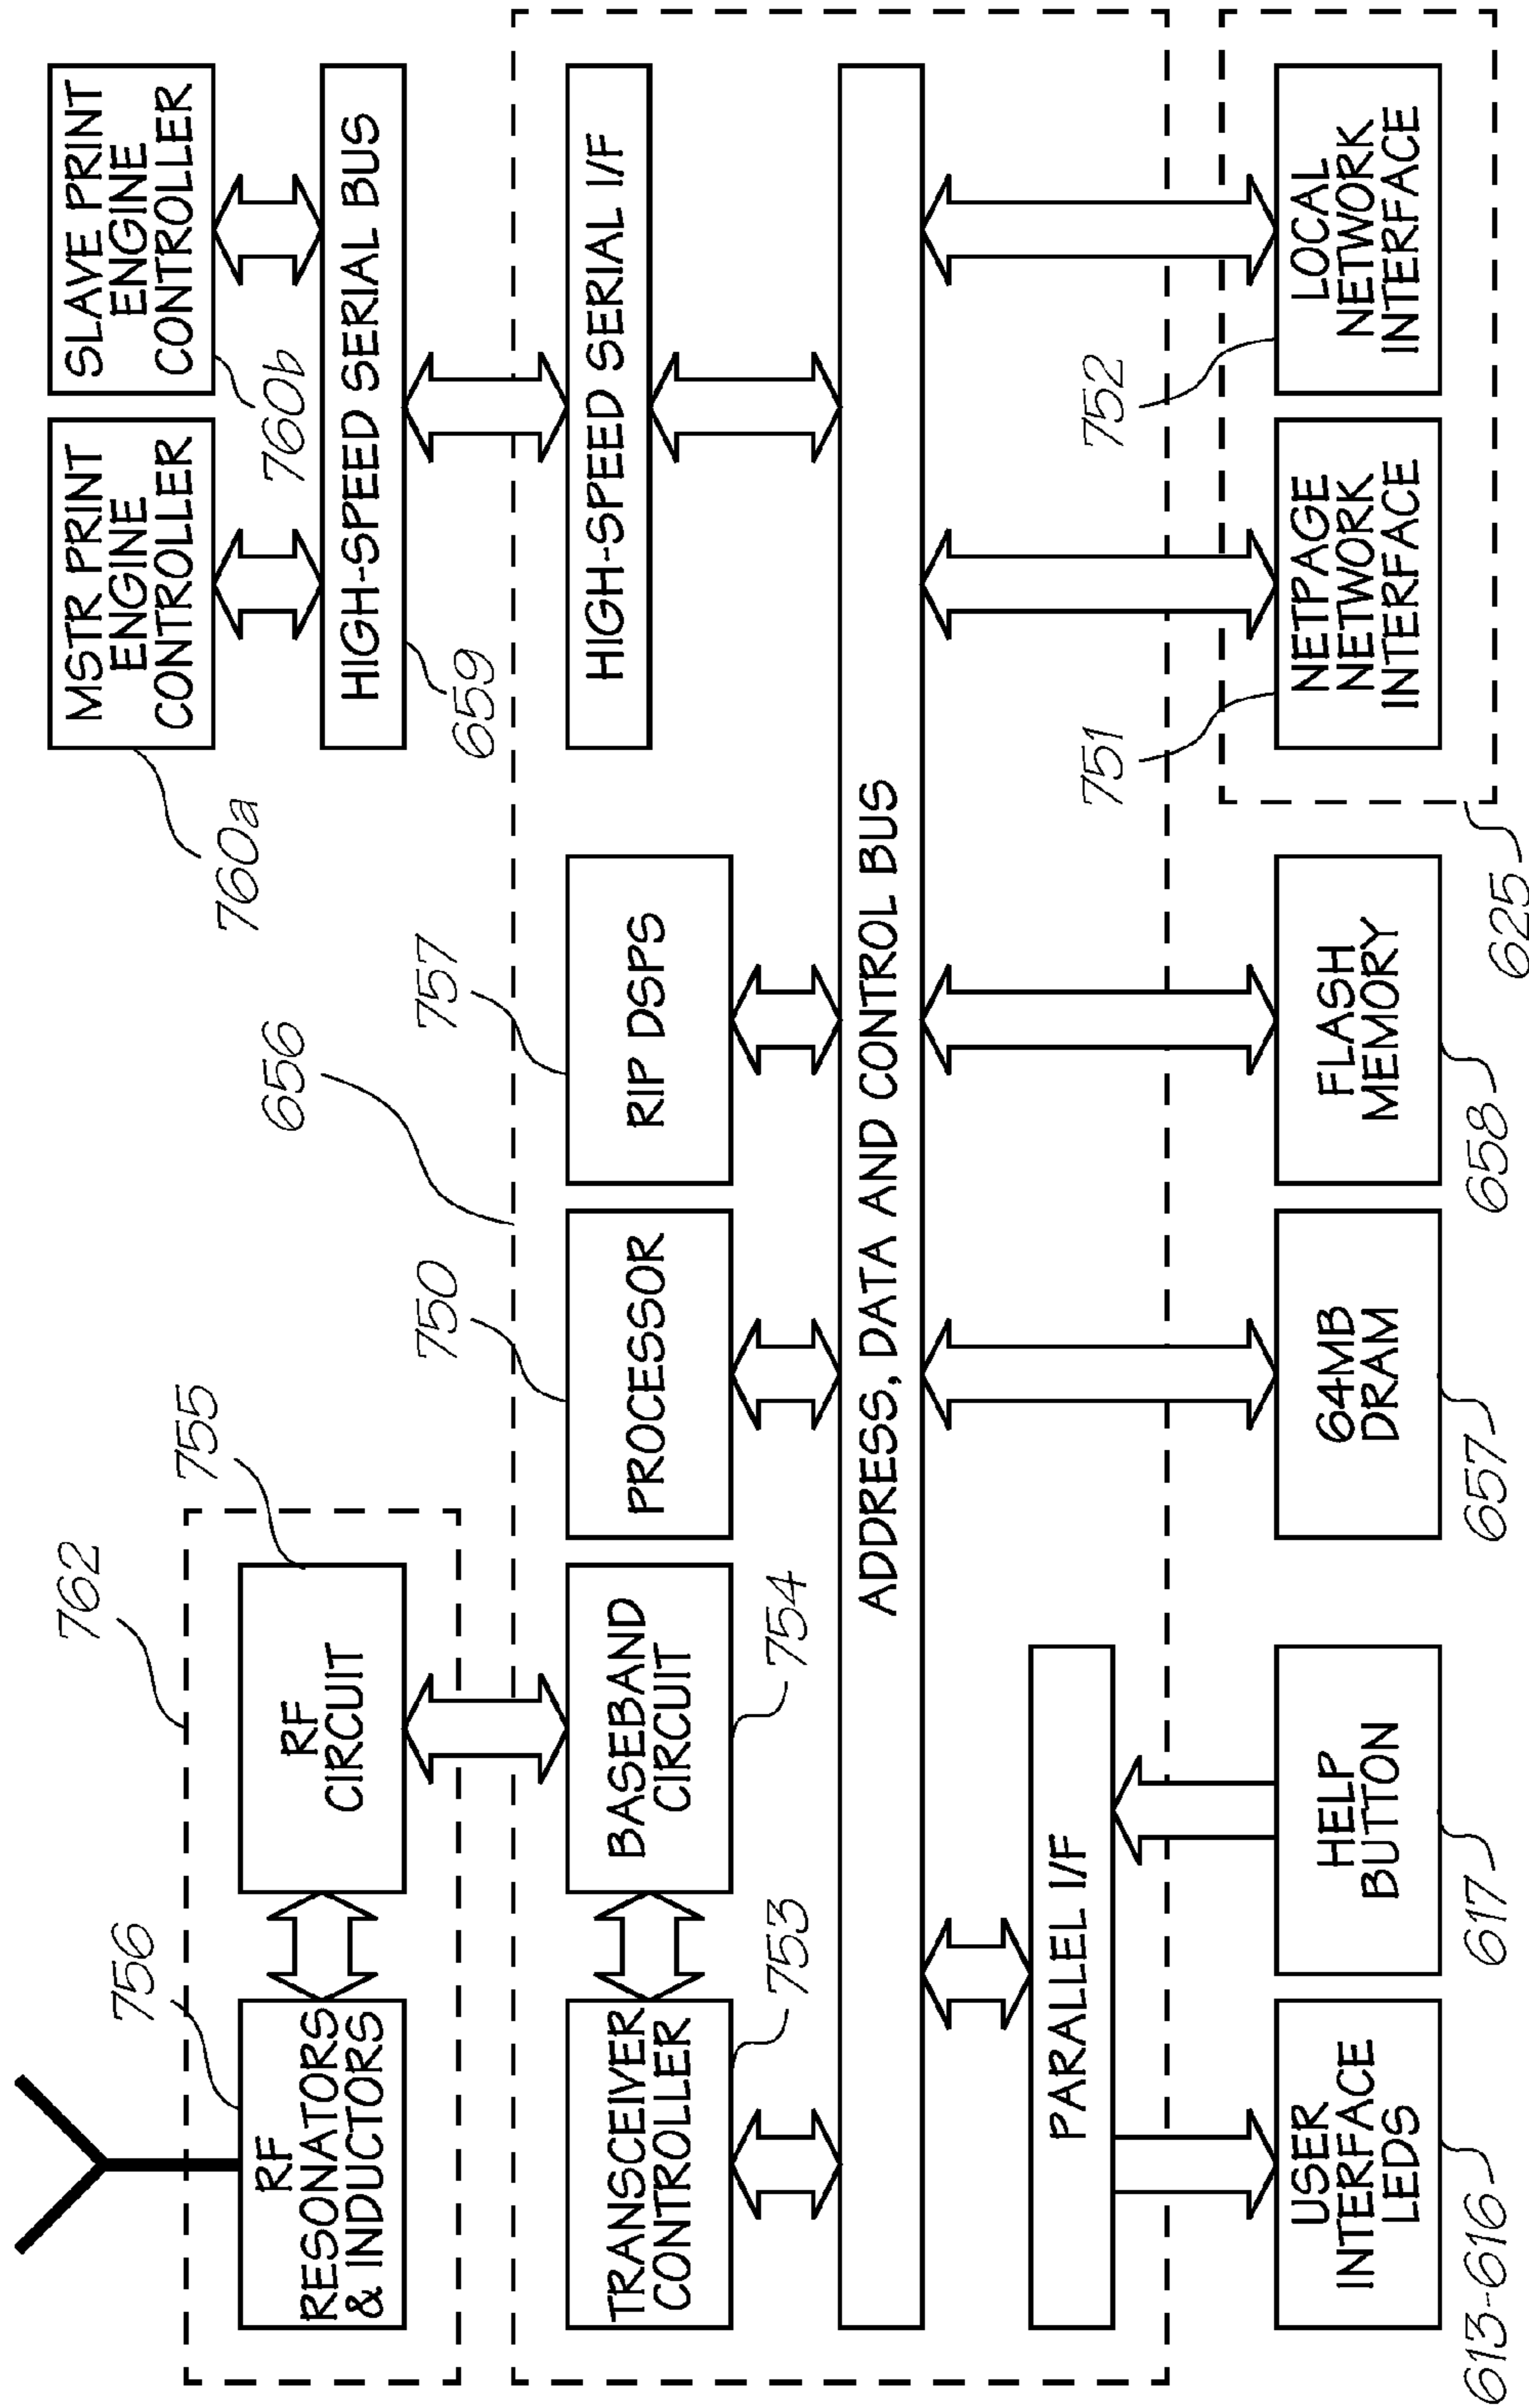 762
756
755
RF
RESONATORS
& INDUCTORS
RF
CIRCUIT
760a
MSTR PRINT
ENGINE
CONTROLLER
760b
SLAVE PRINT
ENGINE
CONTROLLER
HIGH-SPEED SERIAL BUS
659
656
750
757
TRANSCEIVER
CONTROLLER
753
BASEBAND
CIRCUIT
754
PROCESSOR
RIP DSPS
HIGH-SPEED SERIAL I/F
ADDRESS, DATA AND CONTROL BUS
PARALLEL I/F
751
752
USER
INTERFACE
LEDS
HELP
BUTTON
64MB
DRAM
FLASH
MEMORY
NETPAGE
NETWORK
INTERFACE
LOCAL
NETWORK
INTERFACE
613-616
617
657
658
625